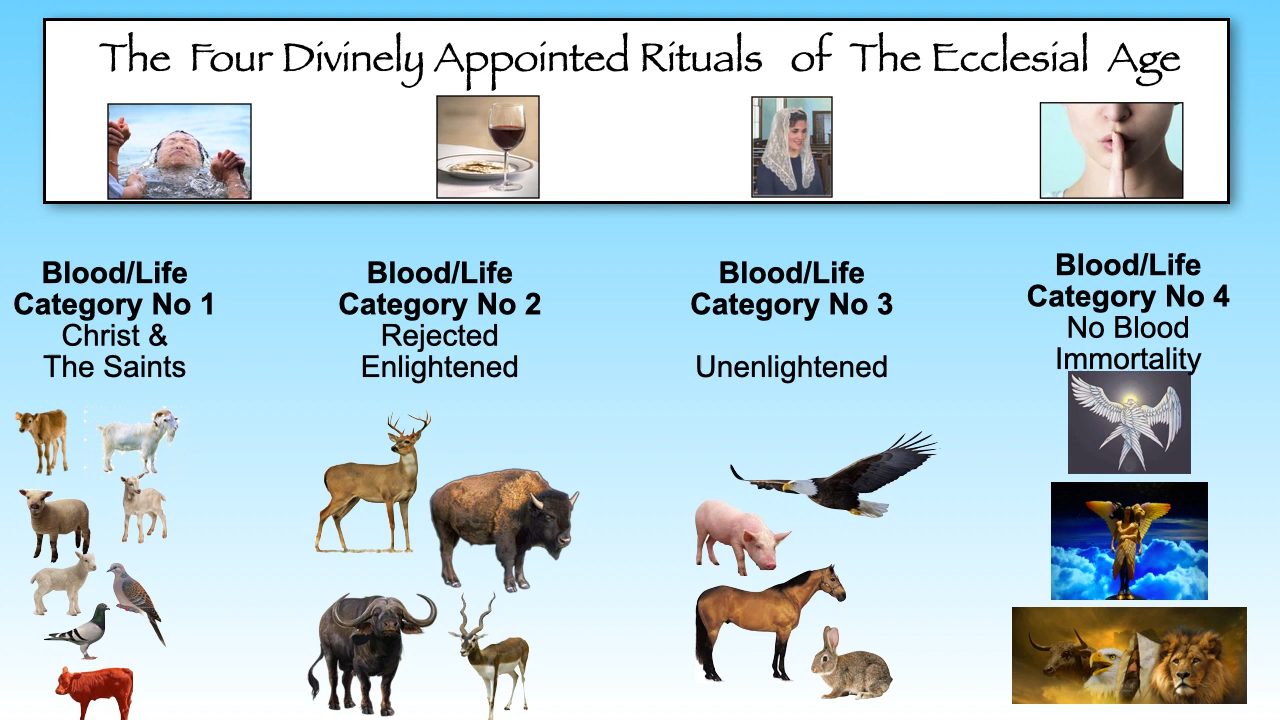 The Four Divinely Appointed Rituals of The Ecclesial Age
Blood/Life
Category No 1
Christ &
The Saints
Blood/Life
Category No 2
Rejected
Enlightened
Blood/Life
Category No 3
Unenlightened
Blood/Life
Category No 4
No Blood
Immortality